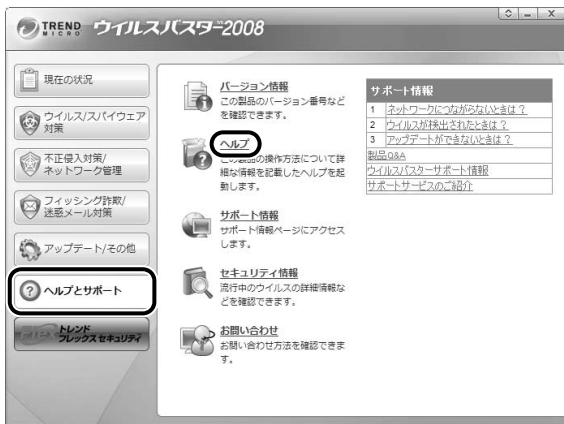 TREND MICRO ウイルスバスター™2008
現在の状況
ウイルス/スパイウェア
対策
不正侵入対策/
ネットワーク管理
フィッシング詐欺/
迷惑メール対策
アップデート/その他
ヘルプとサポート
Flex トレンド
フレックス セキュリティ
バージョン情報
この製品のバージョン番号など
を確認できます。
ヘルプ
この製品の操作方法について詳
細な情報を記載したヘルプを起
動します。
サポート情報
サポート情報ページにアクセス
します。
セキュリティ情報
流行中のウイルスの詳細情報な
どを確認できます。
お問い合わせ
お問い合わせ方法を確認できま
す。
サポート情報
1 ネットワークにつながらないときは?
2 ウイルスが検出されたときは?
3 アップデートができないときは?
製品Q&A
ウイルスバスターサポート情報
サポートサービスのご紹介